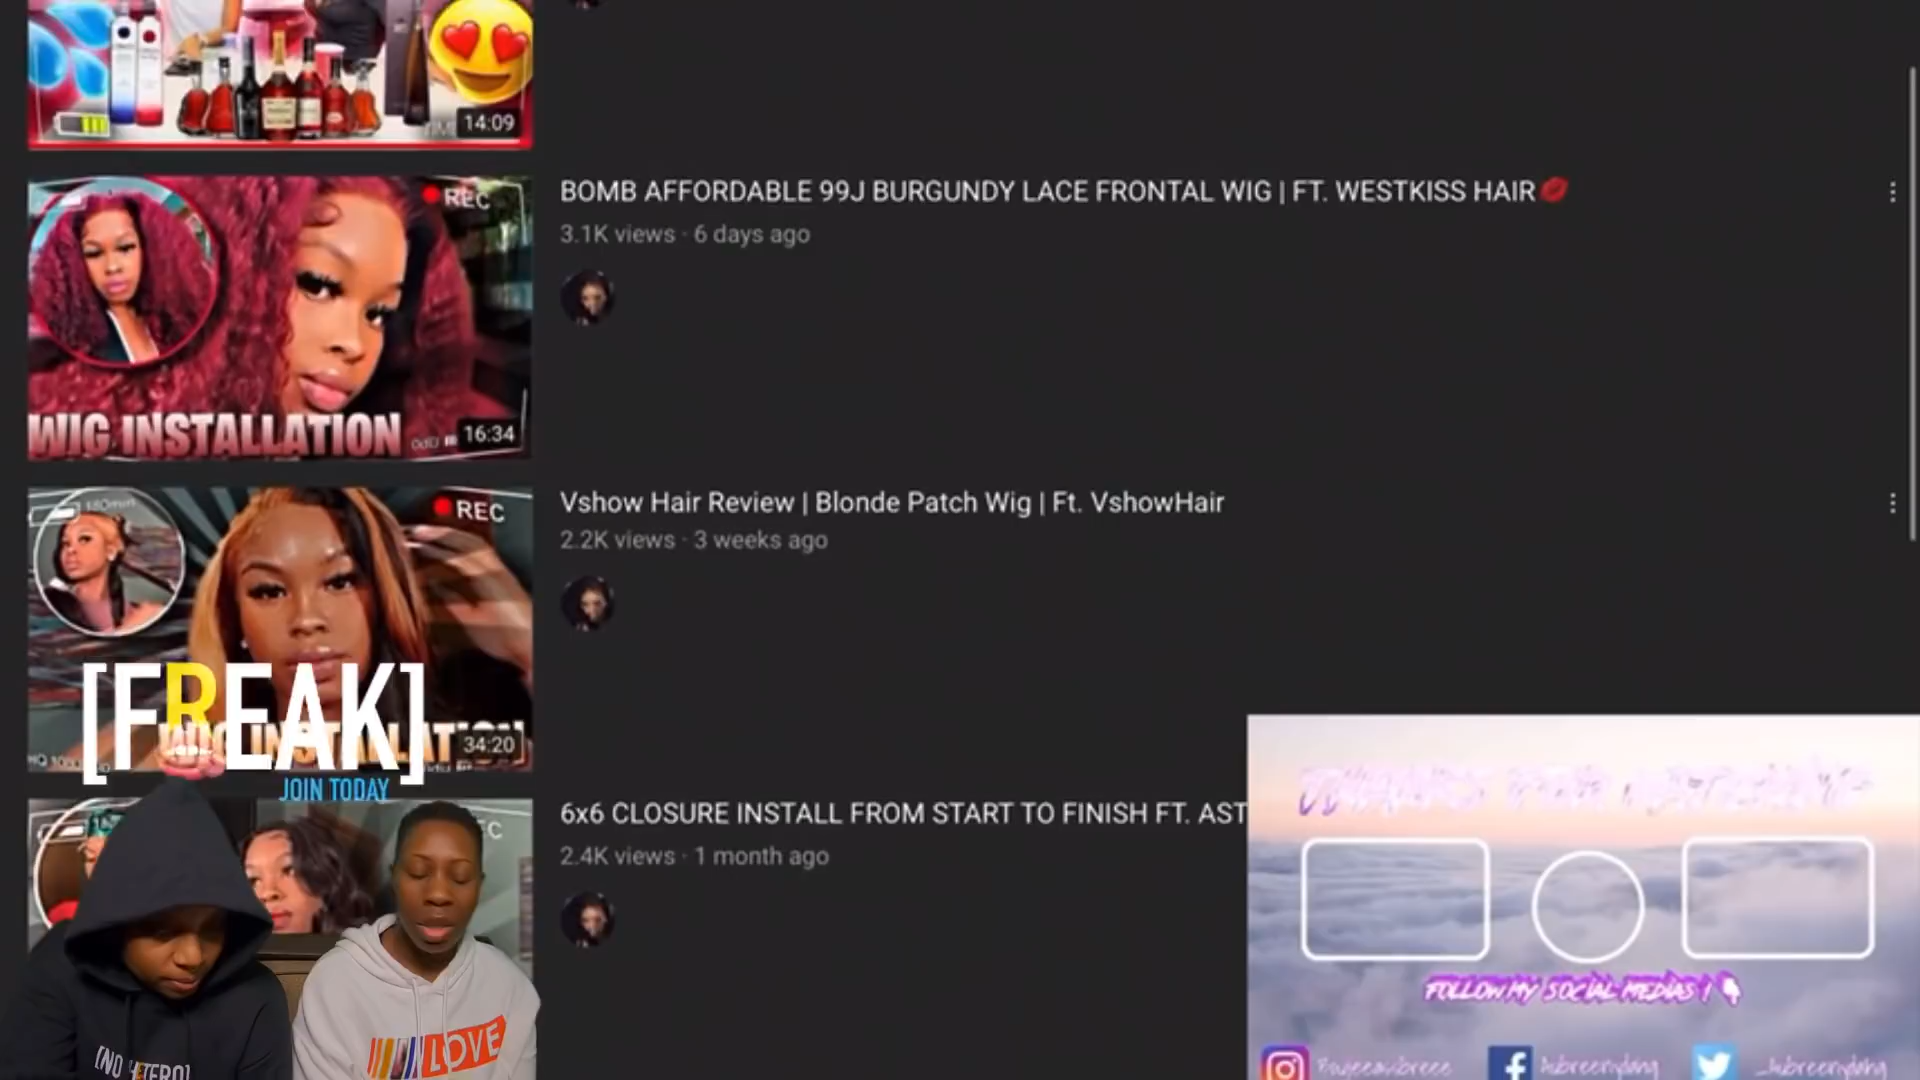 14:09
BOMB AFFORDABLE 99J BURGUNDY LACE FRONTAL WIG | FT. WESTKISS HAIR💋
3.1K views · 6 days ago
REC
WIG INSTALLATION
16:34
Vshow Hair Review | Blonde Patch Wig | Ft. VshowHair
2.2K views · 3 weeks ago
180min
REC
34:20
[FREAK]
JOIN TODAY
6x6 CLOSURE INSTALL FROM START TO FINISH FT. AST
2.4K views · 1 month ago
LOVE
FOLLOW MY SOCIAL MEDIAS !